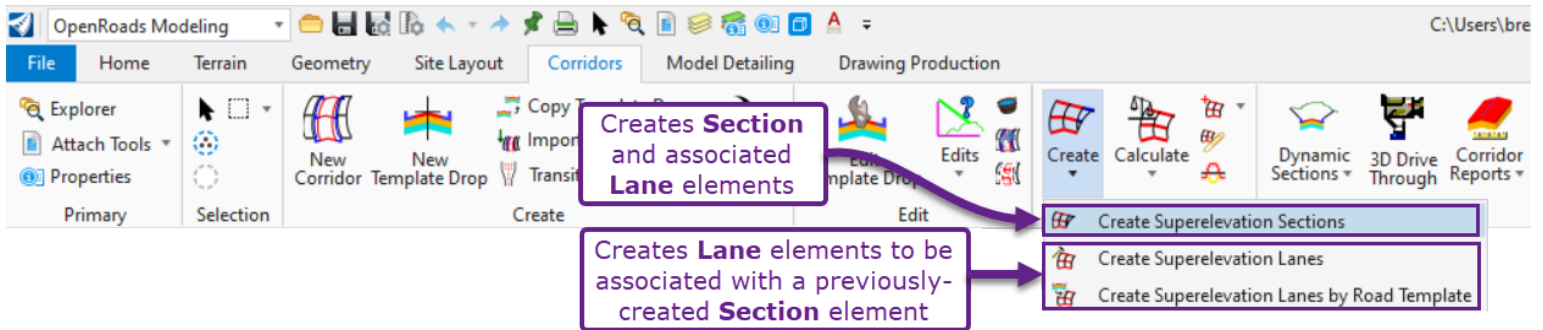 OpenRoads Modeling
C:\Users\bre
File Home Terrain Geometry Site Layout Corridors Model Detailing Drawing Production
Explorer
Attach Tools
Properties
Primary
Selection
New
Corridor
New
Template Drop
Copy
Impor
Transit
Create
Creates Section
and associated
Lane elements
Drop
Edits
Edit
Create
Calculate
Dynamic
Sections
3D Drive
Through
Corridor
Reports
Create Superelevation Sections
Create Superelevation Lanes
Create Superelevation Lanes by Road Template
Creates Lane elements to be
associated with a previously-
created Section element